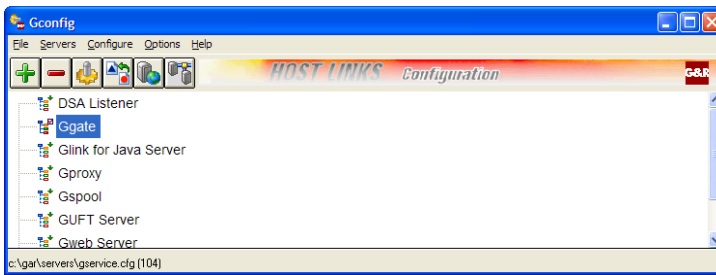 Gconfig
File Servers Configure Options Help
HOST LINKS Configuration G&R
DSA Listener
Ggate
Glink for Java Server
Gproxy
Gspool
GUFT Server
Gweb Server
c:\gar\servers\gservice.cfg (104)